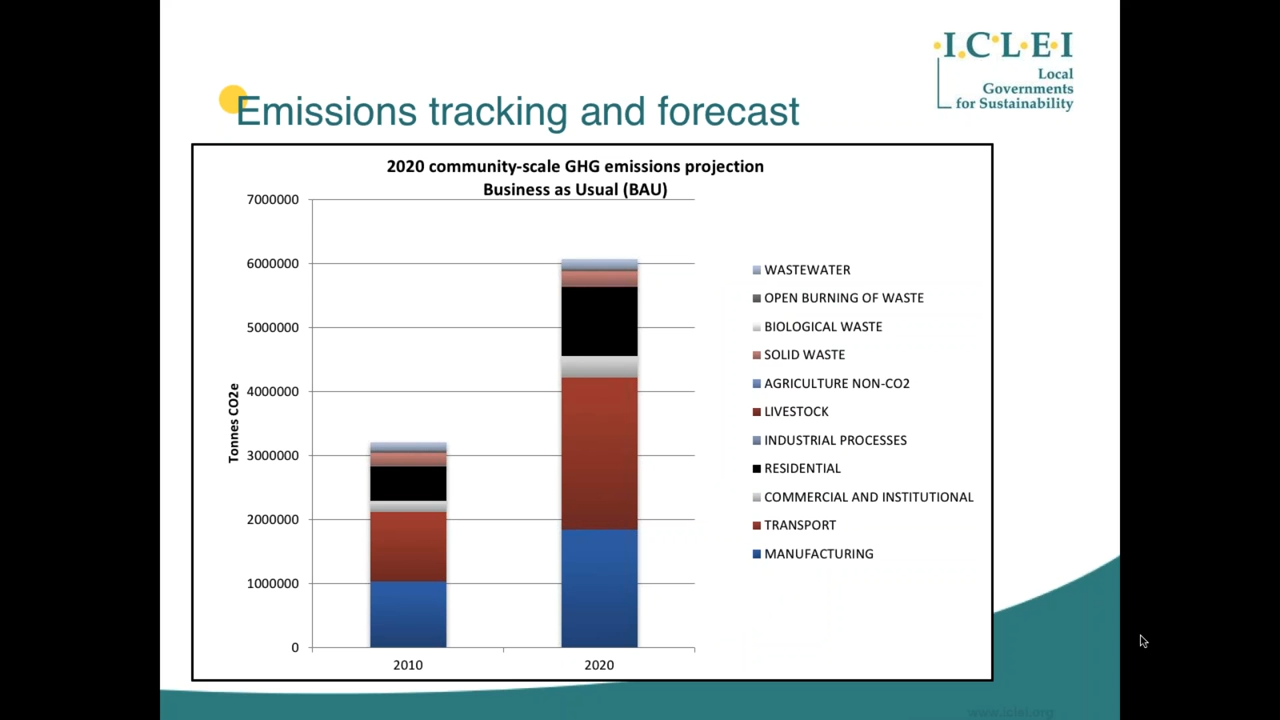 I.C.L.E.I
Local
Governments
for Sustainability
Emissions tracking and forecast
2020 community-scale GHG emissions projection
Business as Usual (BAU)
Tonnes CO2e
7000000
6000000
5000000
4000000
3000000
2000000
1000000
0
2010
2020
WASTEWATER
OPEN BURNING OF WASTE
BIOLOGICAL WASTE
SOLID WASTE
AGRICULTURE NON-CO2
LIVESTOCK
INDUSTRIAL PROCESSES
RESIDENTIAL
COMMERCIAL AND INSTITUTIONAL
TRANSPORT
MANUFACTURING
www.iclei.org